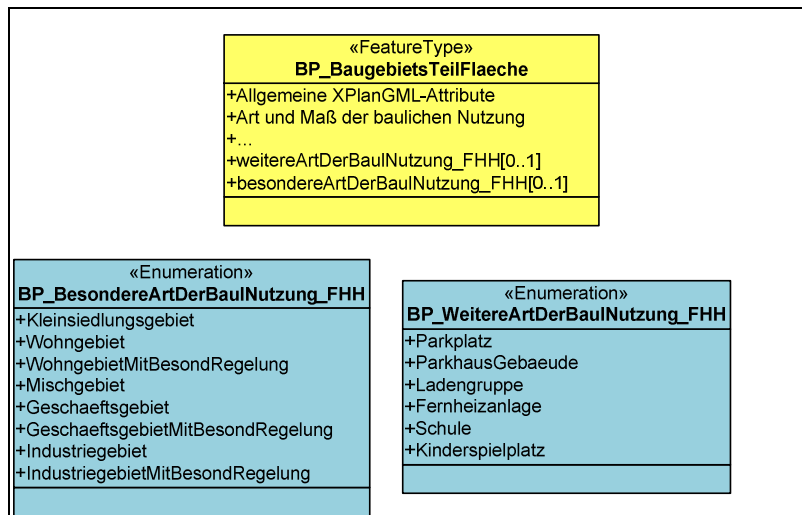 «FeatureType»
BP_BaugebietsTeilFlaeche
+Allgemeine XPlanGML-Attribute
+Art und Maß der baulichen Nutzung
+...
+weitereArtDerBaulNutzung_FHH[0..1]
+besondereArtDerBaulNutzung_FHH[0..1]
«Enumeration»
BP_BesondereArtDerBaulNutzung_FHH
+Kleinsiedlungsgebiet
+Wohngebiet
+WohngebietMitBesondRegelung
+Mischgebiet
+Geschaeftsgebiet
+GeschaeftsgebietMitBesondRegelung
+Industriegebiet
+IndustriegebietMitBesondRegelung
«Enumeration»
BP_WeitereArtDerBaulNutzung_FHH
+Parkplatz
+ParkhausGebaeude
+Ladengruppe
+Fernheizanlage
+Schule
+Kinderspielplatz